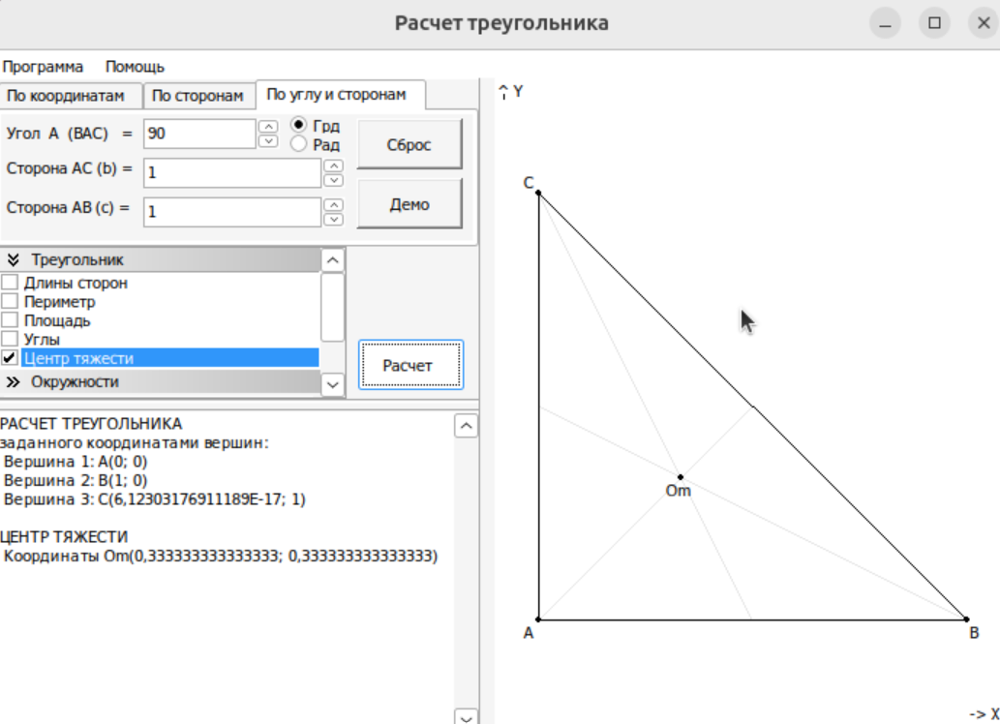 Расчет треугольника
Программа Помощь
По координатам По сторонам По углу и сторонам
Угол A (BAC) = 90 Грд Рад
Сброс
Сторона AC (b) = 1
Сторона AB (c) = 1
Демо
Треугольник
Длины сторон
Периметр
Площадь
Углы
Центр тяжести
Окружности
Расчет
РАСЧЕТ ТРЕУГОЛЬНИКА
заданного координатами вершин:
Вершина 1: A(0; 0)
Вершина 2: B(1; 0)
Вершина 3: C(6,12303176911189E-17; 1)
ЦЕНТР ТЯЖЕСТИ
Координаты Om(0,333333333333333; 0,333333333333333)
Y
C
Om
A
B
-> X